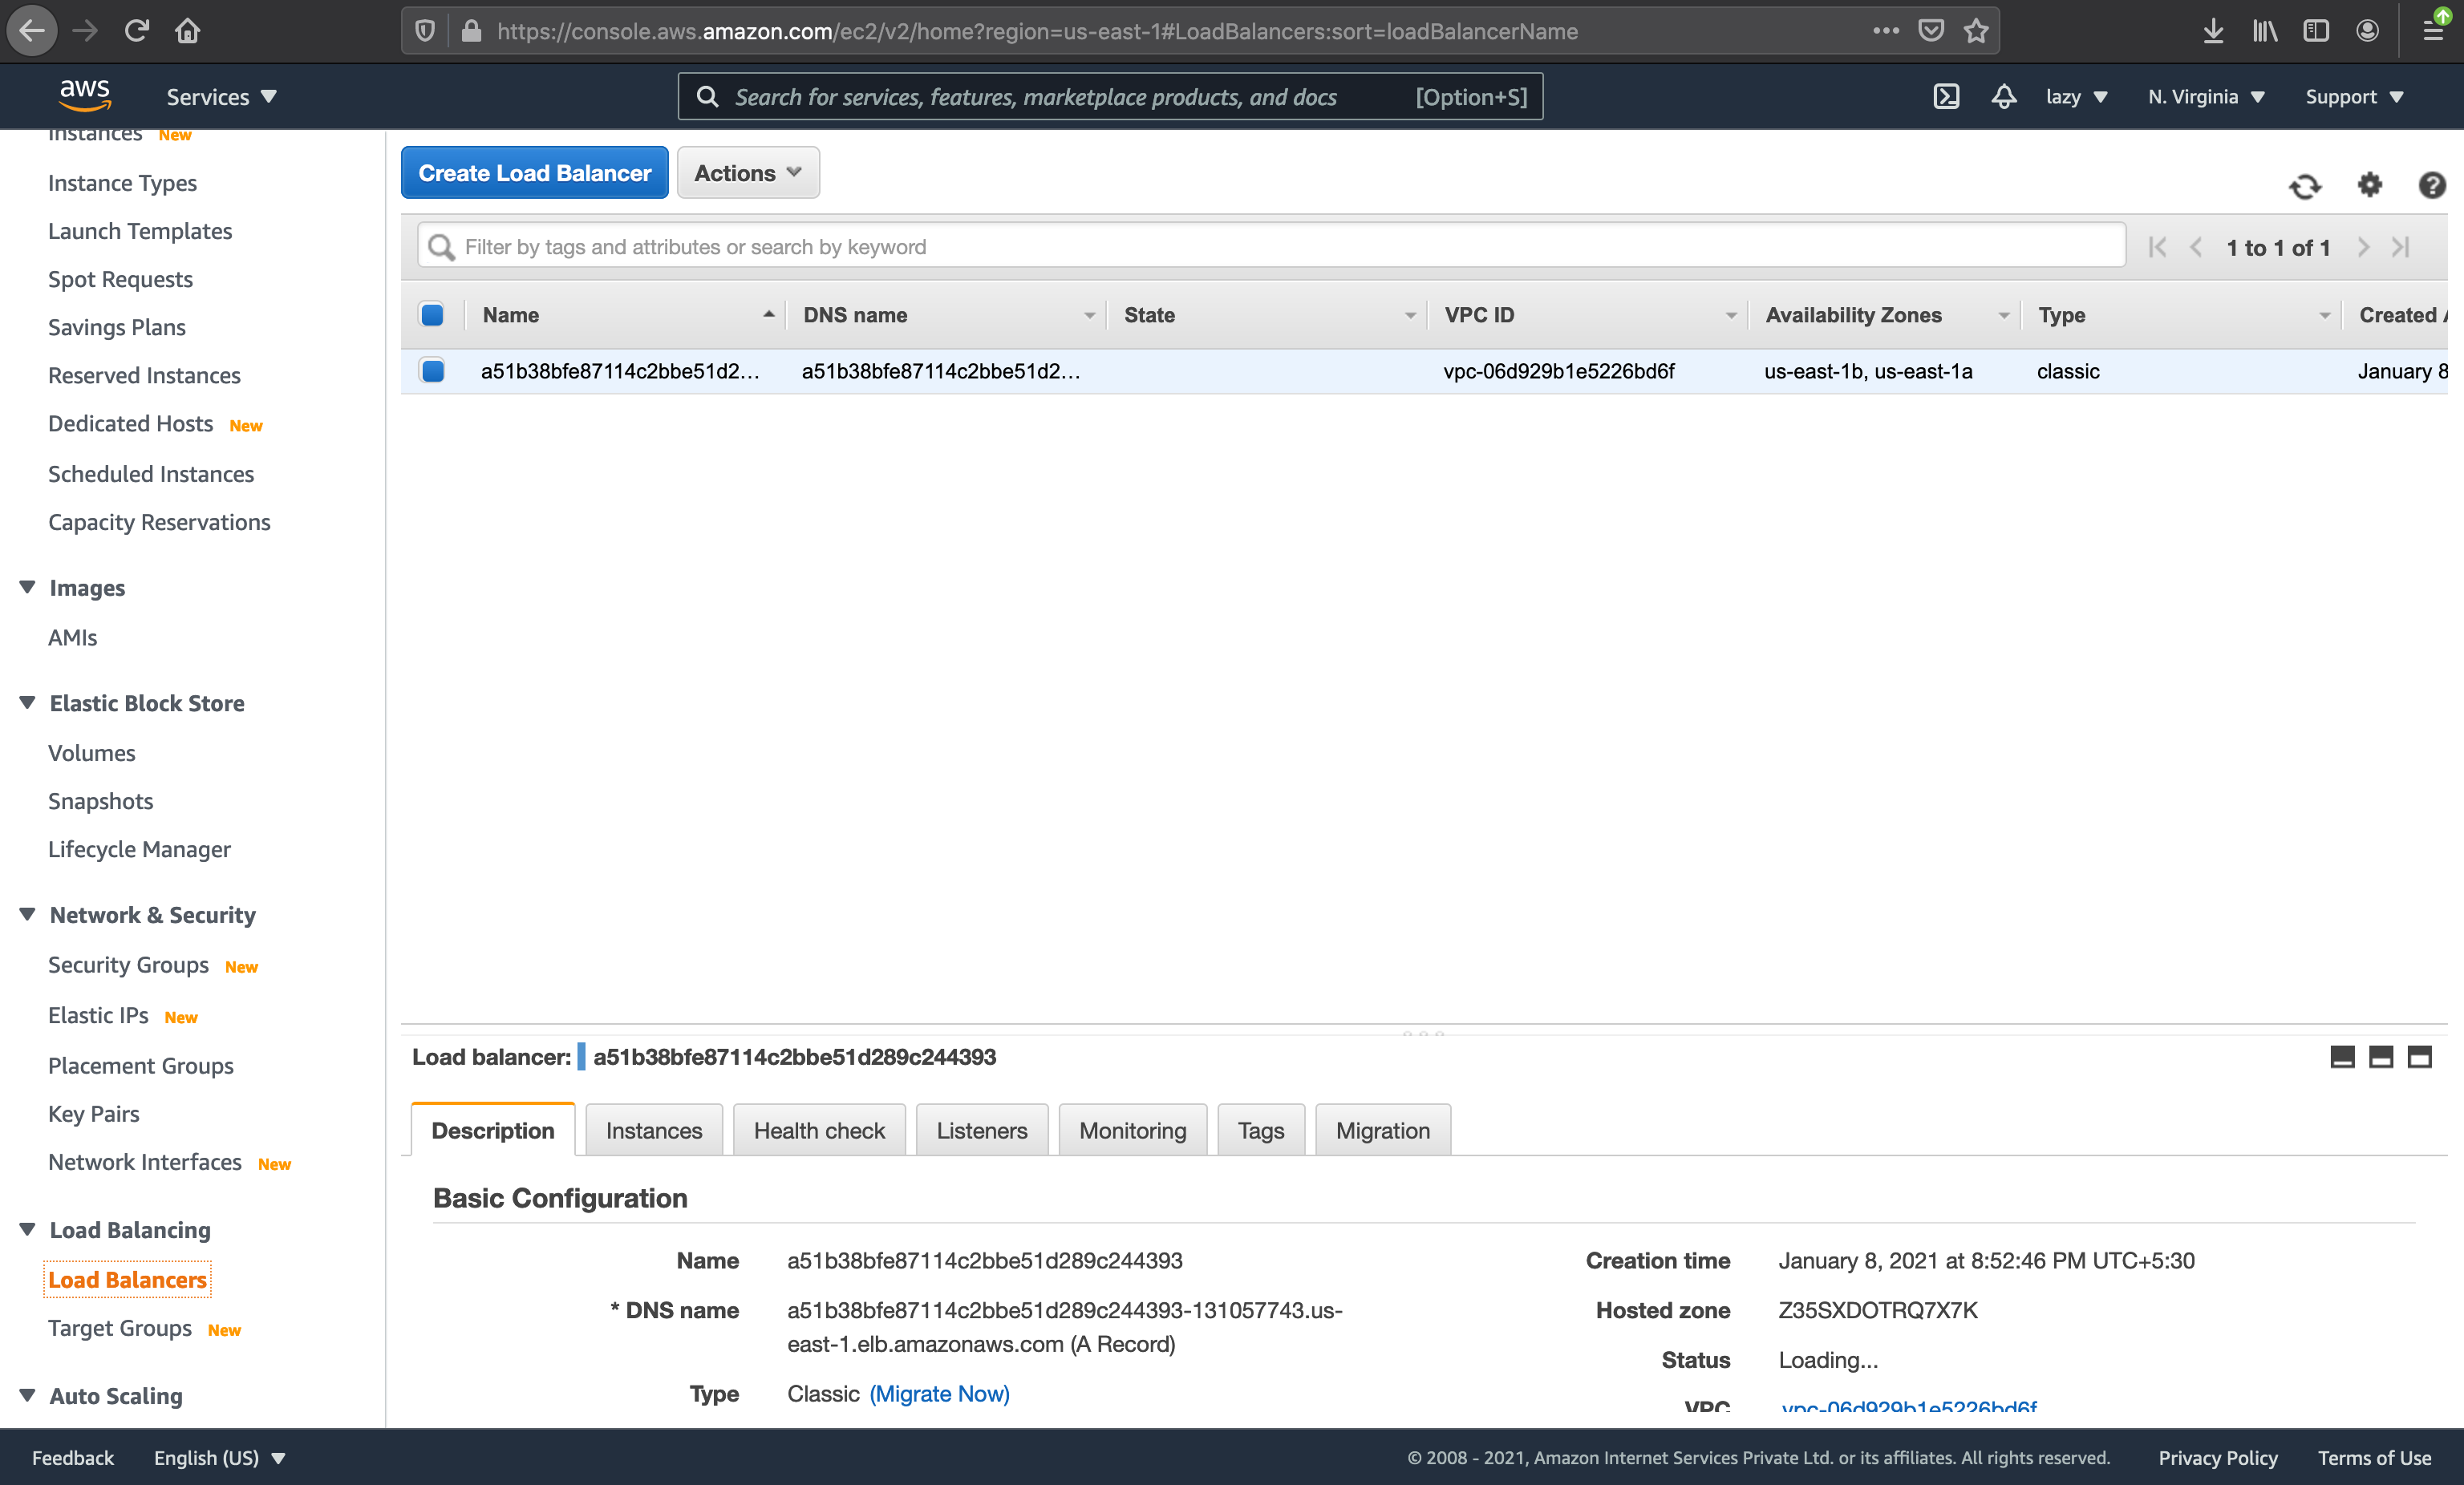 https://console.aws.amazon.com/ec2/v2/home?region=us-east-1#LoadBalancers:sort=loadBalancerName
aws
Services
Search for services, features, marketplace products, and docs
[Option+S]
lazy
N. Virginia
Support
Instances New
Instance Types
Launch Templates
Spot Requests
Savings Plans
Reserved Instances
Dedicated Hosts New
Scheduled Instances
Capacity Reservations
Images
AMIs
Elastic Block Store
Volumes
Snapshots
Lifecycle Manager
Network & Security
Security Groups New
Elastic IPs New
Placement Groups
Key Pairs
Network Interfaces New
Load Balancing
Load Balancers
Target Groups New
Auto Scaling
Create Load Balancer
Actions
Filter by tags and attributes or search by keyword
1 to 1 of 1
Name DNS name State VPC ID Availability Zones Type Created A
a51b38bfe87114c2bbe51d2... a51b38bfe87114c2bbe51d2... vpc-06d929b1e5226bd6f us-east-1b, us-east-1a classic January 8
Load balancer: a51b38bfe87114c2bbe51d289c244393
Description Instances Health check Listeners Monitoring Tags Migration
Basic Configuration
Name a51b38bfe87114c2bbe51d289c244393
* DNS name a51b38bfe87114c2bbe51d289c244393-131057743.us-
east-1.elb.amazonaws.com (A Record)
Type Classic (Migrate Now)
Creation time January 8, 2021 at 8:52:46 PM UTC+5:30
Hosted zone Z35SXDOTRQ7X7K
Status Loading...
VPC vpc-06d929b1e5226bd6f
Feedback
English (US)
© 2008 - 2021, Amazon Internet Services Private Ltd. or its affiliates. All rights reserved.
Privacy Policy
Terms of Use